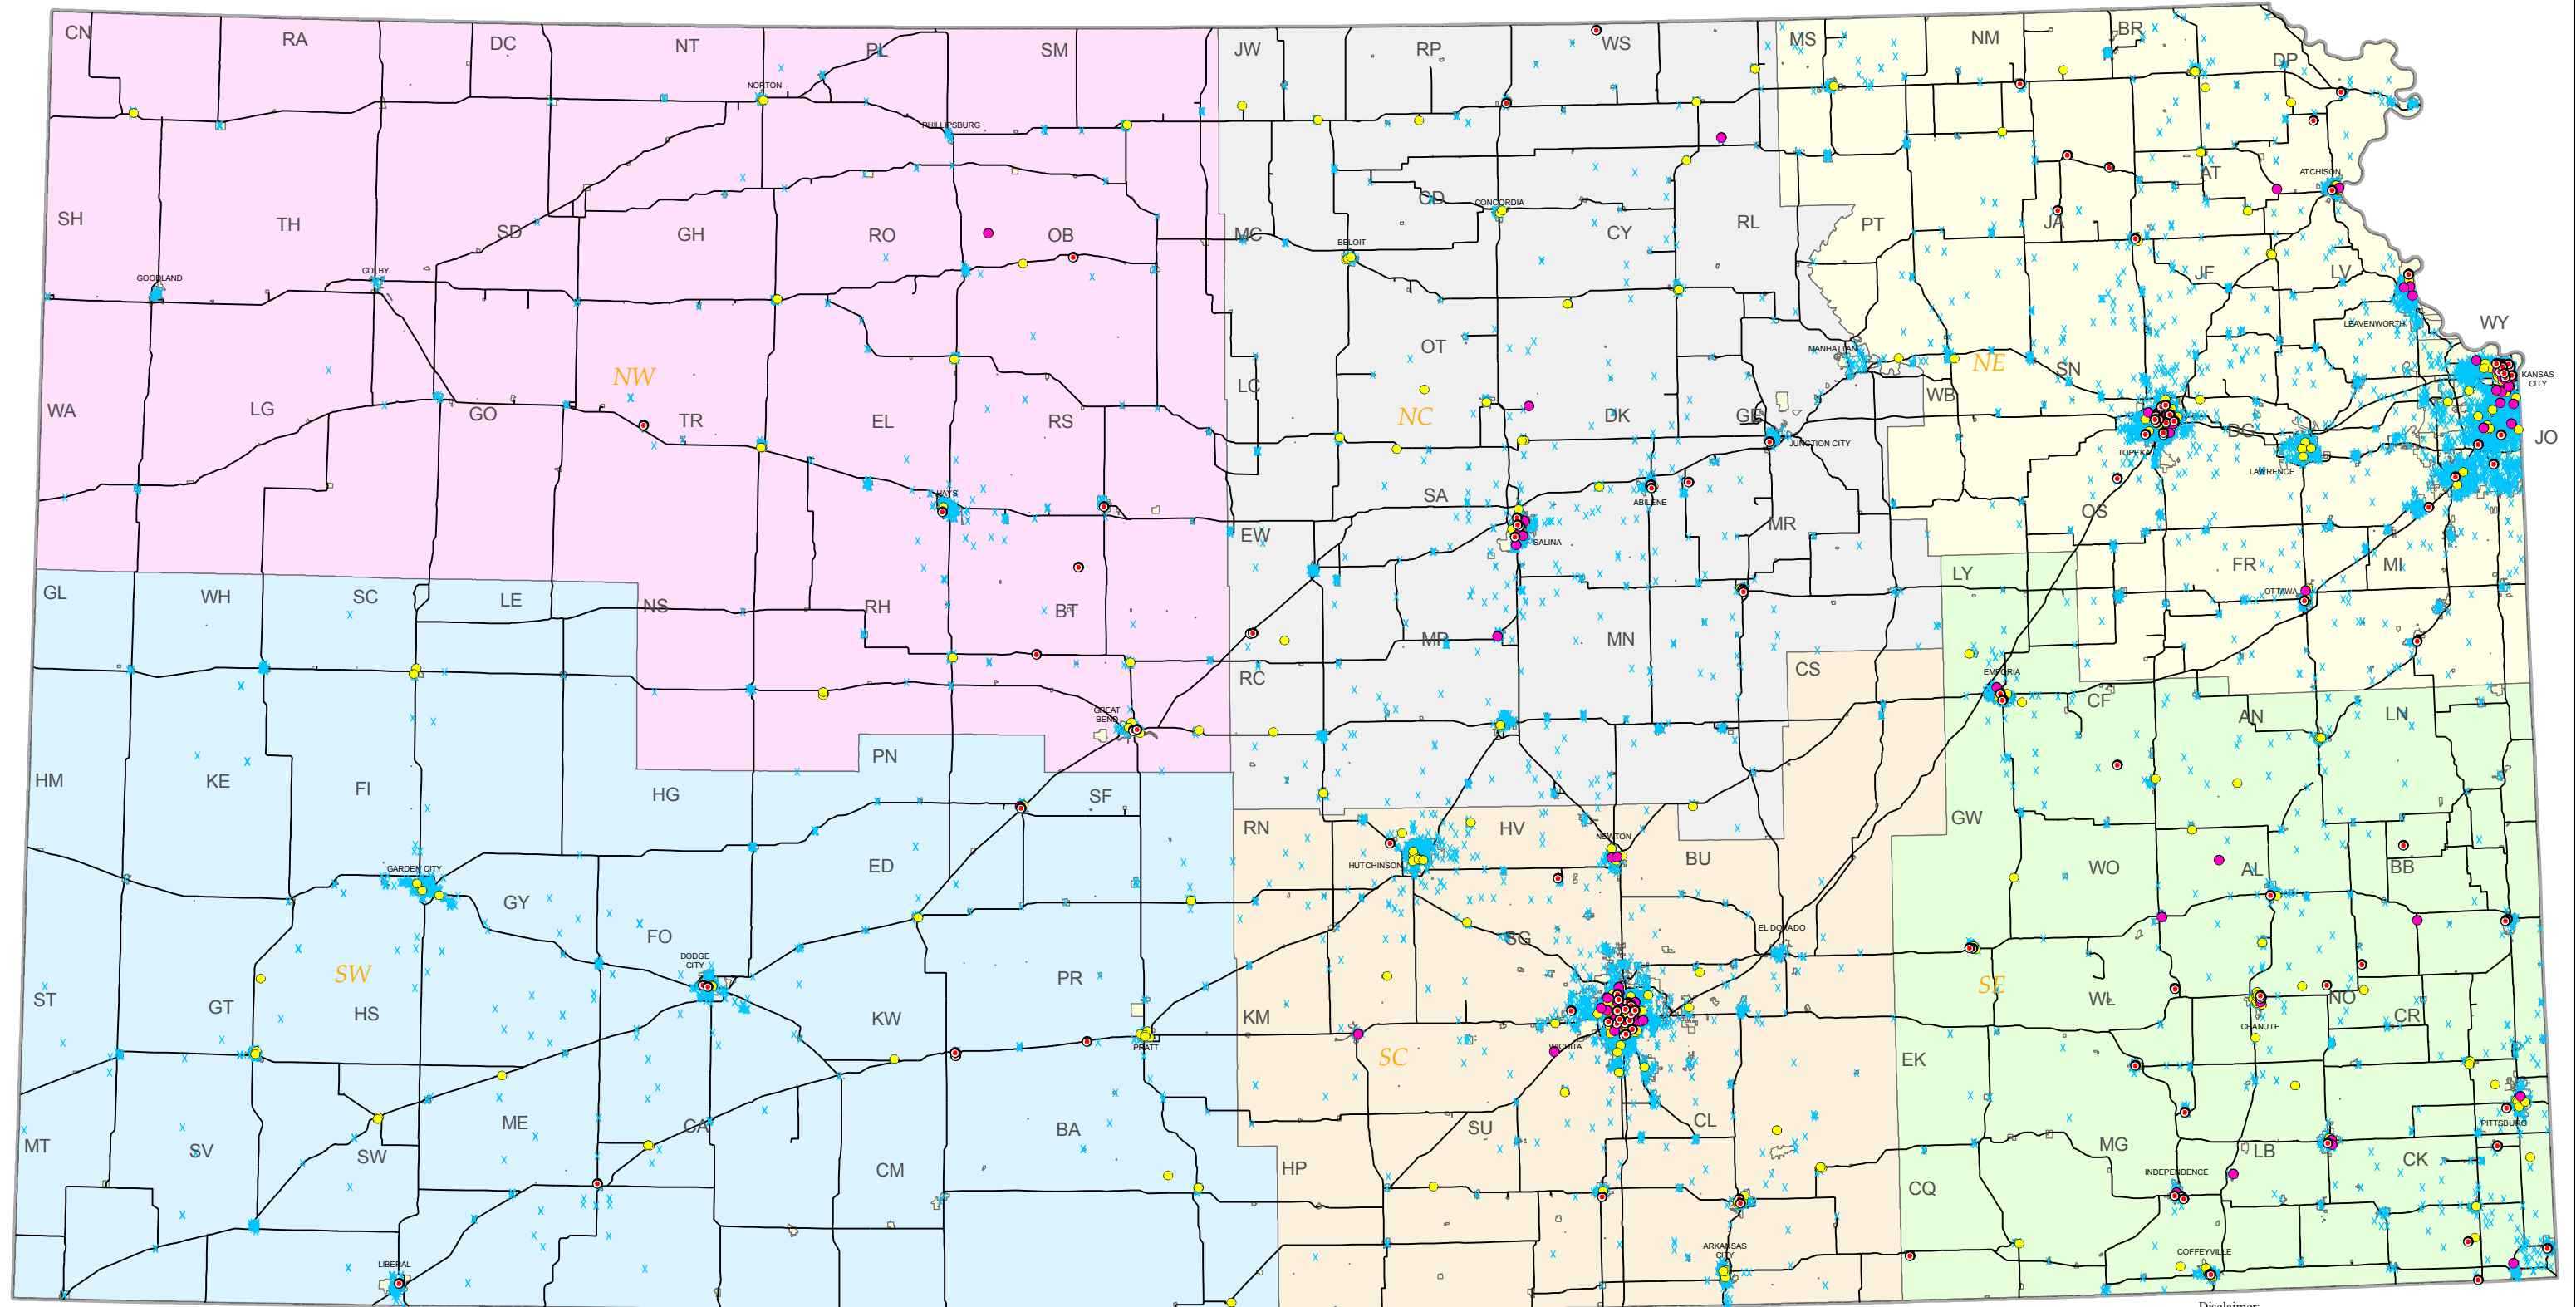 CN
RA
DC
NT
PL
SM
JW
RP
WS
MS
NM
BR
DP
NORTON
PHILLIPSBURG
SH
TH
SD
GH
RO
OB
MC
CD
CONCORDIA
CY
RL
PT
JA
AT
ATCHISON
GOODLAND
COLBY
BELOIT
JF
LV
LEAVENWORTH
WY
WA
LG
GO
NW
TR
EL
RS
LC
OT
NC
DK
GE
JUNCTION CITY
MANHATTAN
WB
NE
SN
TOPEKA
DG
LAWRENCE
KANSAS
CITY
JO
HAYS
EW
SA
SALINA
ABILENE
MR
OS
FR
OTTAWA
MI
GL
WH
SC
LE
NS
RH
BT
GREAT
BEND
RC
MP
MN
CS
LY
EMPORIA
CF
AN
LN
HM
KE
FI
HG
PN
SF
RN
HUTCHINSON
HV
NEWTON
BU
GW
WO
AL
BB
GARDEN CITY
GY
FO
DODGE
CITY
ED
SG
EL DORADO
ST
GT
SW
HS
KW
PR
PRATT
KM
SC
WICHITA
SE
WL
NO
CHANUTE
CR
MT
SV
SW
ME
CA
CM
BA
HP
SU
CL
EK
CQ
MG
INDEPENDENCE
LB
CK
PITTSBURG
LIBERAL
ARKANSAS
CITY
COFFEYVILLE
Disclaimer: